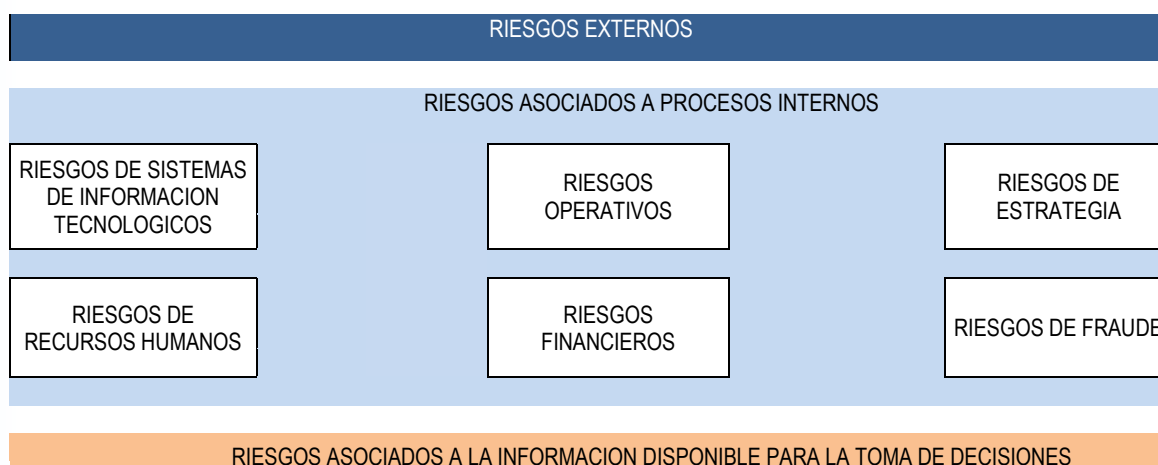 RIESGOS EXTERNOS
RIESGOS ASOCIADOS A PROCESOS INTERNOS
RIESGOS DE SISTEMAS
DE INFORMACION
TECNOLOGICOS
RIESGOS
OPERATIVOS
RIESGOS DE
ESTRATEGIA
RIESGOS DE
RECURSOS HUMANOS
RIESGOS
FINANCIEROS
RIESGOS DE FRAUDE
RIESGOS ASOCIADOS A LA INFORMACION DISPONIBLE PARA LA TOMA DE DECISIONES